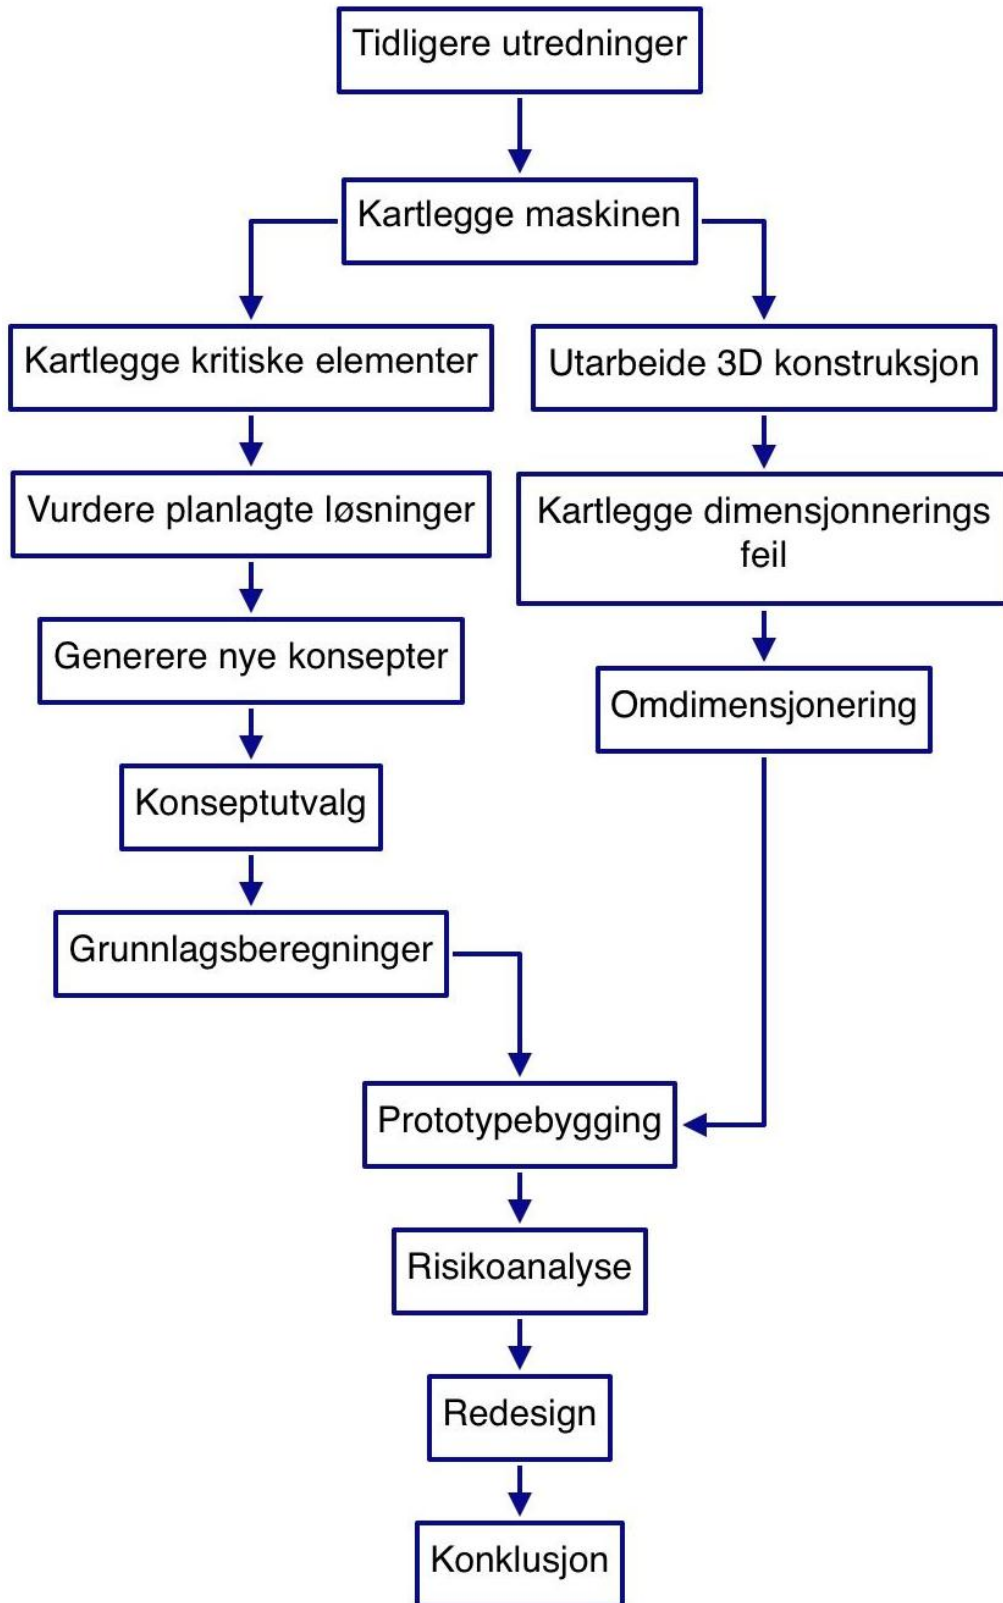 Tidligere utredninger
Kartlegge maskinen
Kartlegge kritiske elementer
Utarbeide 3D konstruksjon
Vurdere planlagte løsninger
Kartlegge dimensjonnerings
feil
Generere nye konsepter
Omdimensjonering
Konseptutvalg
Grunnlagsberegninger
Prototypebygging
Risikoanalyse
Redesign
Konklusjon